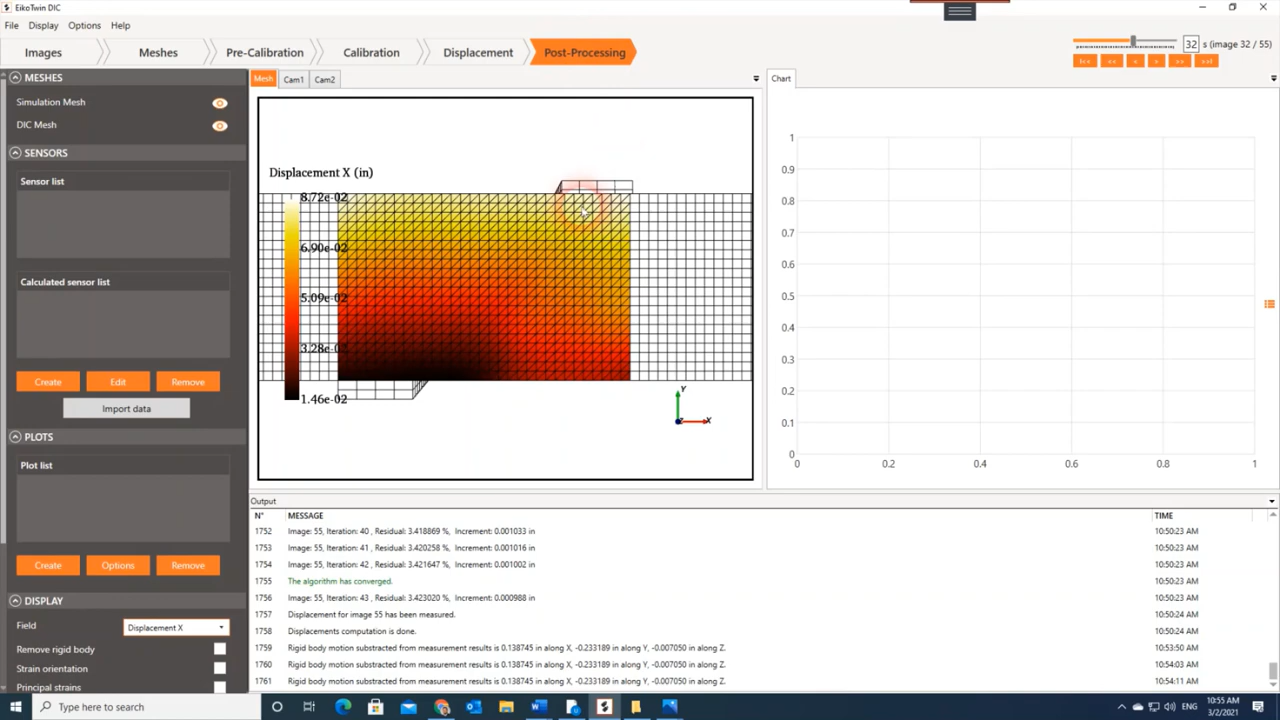 EikoTwin DIC
File Display Options Help
Images Meshes Pre-Calibration Calibration Displacement Post-Processing
32 s (image 32 / 55)
|<< << < > >> >>|
MESHES
Simulation Mesh
DIC Mesh
SENSORS
Sensor list
Calculated sensor list
Create Edit Remove
Import data
PLOTS
Plot list
Create Options Remove
DISPLAY
Field Displacement X
Remove rigid body
Strain orientation
Principal strains
Mesh Cam1 Cam2
Displacement X (in)
8.72e-02
6.90e-02
5.09e-02
3.28e-02
1.46e-02
Y
X
Chart
1
0.9
0.8
0.7
0.6
0.5
0.4
0.3
0.2
0.1
0
0 0.2 0.4 0.6 0.8 1
Output
N° MESSAGE TIME
1752 Image: 55, Iteration: 40 , Residual: 3.418869 %, Increment: 0.001033 in 10:50:23 AM
1753 Image: 55, Iteration: 41 , Residual: 3.420258 %, Increment: 0.001016 in 10:50:23 AM
1754 Image: 55, Iteration: 42 , Residual: 3.421647 %, Increment: 0.001002 in 10:50:23 AM
1755 The algorithm has converged. 10:50:23 AM
1756 Image: 55, Iteration: 43 , Residual: 3.423020 %, Increment: 0.000988 in 10:50:23 AM
1757 Displacement for image 55 has been measured. 10:50:24 AM
1758 Displacements computation is done. 10:50:24 AM
1759 Rigid body motion substracted from measurement results is 0.138745 in along X, -0.233189 in along Y, -0.007050 in along Z. 10:53:50 AM
1760 Rigid body motion substracted from measurement results is 0.138745 in along X, -0.233189 in along Y, -0.007050 in along Z. 10:54:03 AM
1761 Rigid body motion substracted from measurement results is 0.138745 in along X, -0.233189 in along Y, -0.007050 in along Z. 10:54:11 AM
Type here to search
10:55 AM
3/2/2021